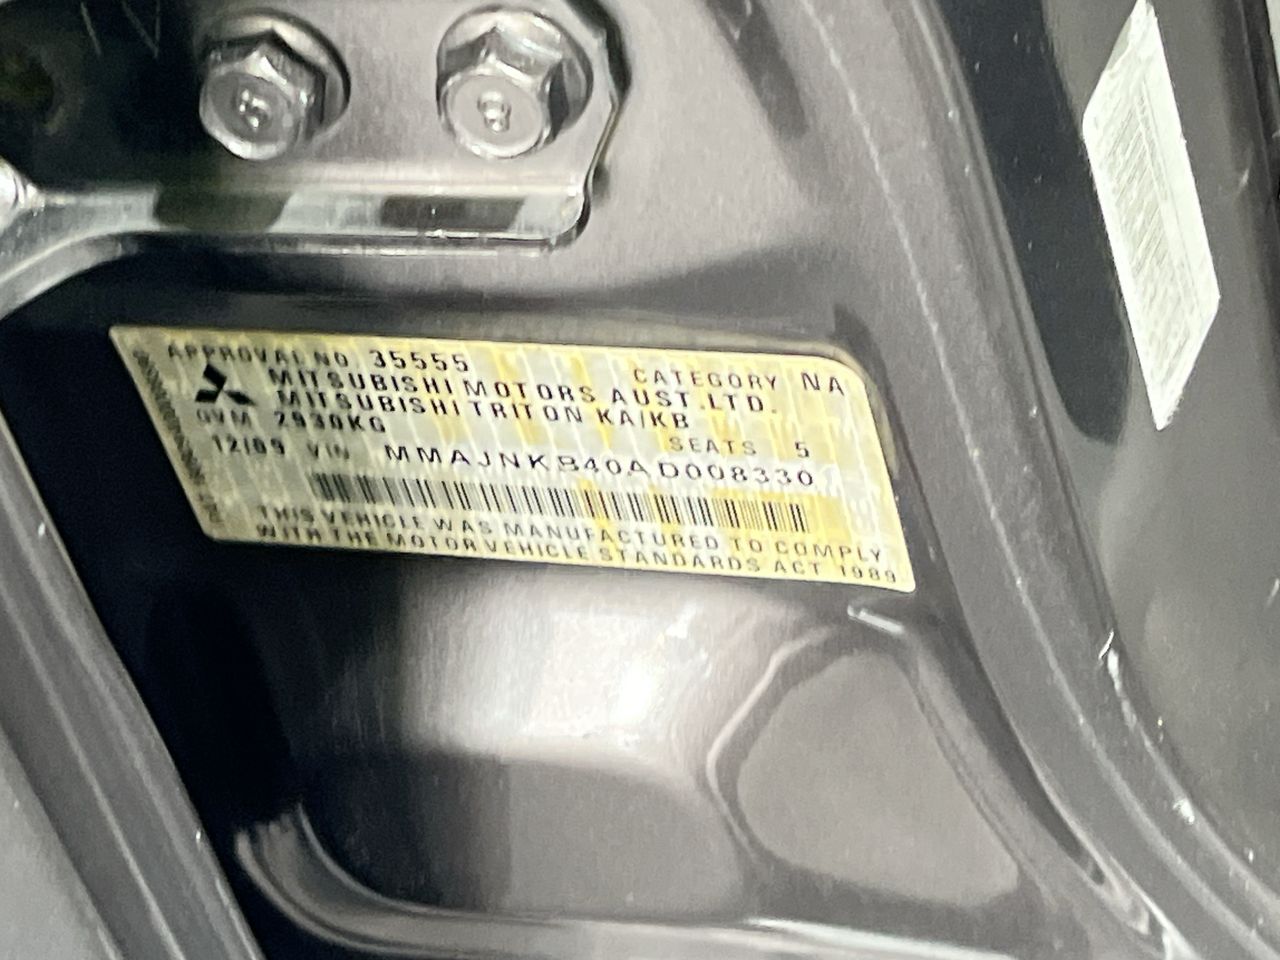 APPROVAL NO. 35555 CATEGORY NA
MITSUBISHI MOTORS AUST.LTD.
MITSUBISHI TRITON KA/KB
GVM 2930KG SEATS 5
12/09 VIN MMAJNKB40AD008330
THIS VEHICLE WAS MANUFACTURED TO COMPLY
WITH THE MOTOR VEHICLE STANDARDS ACT 1989